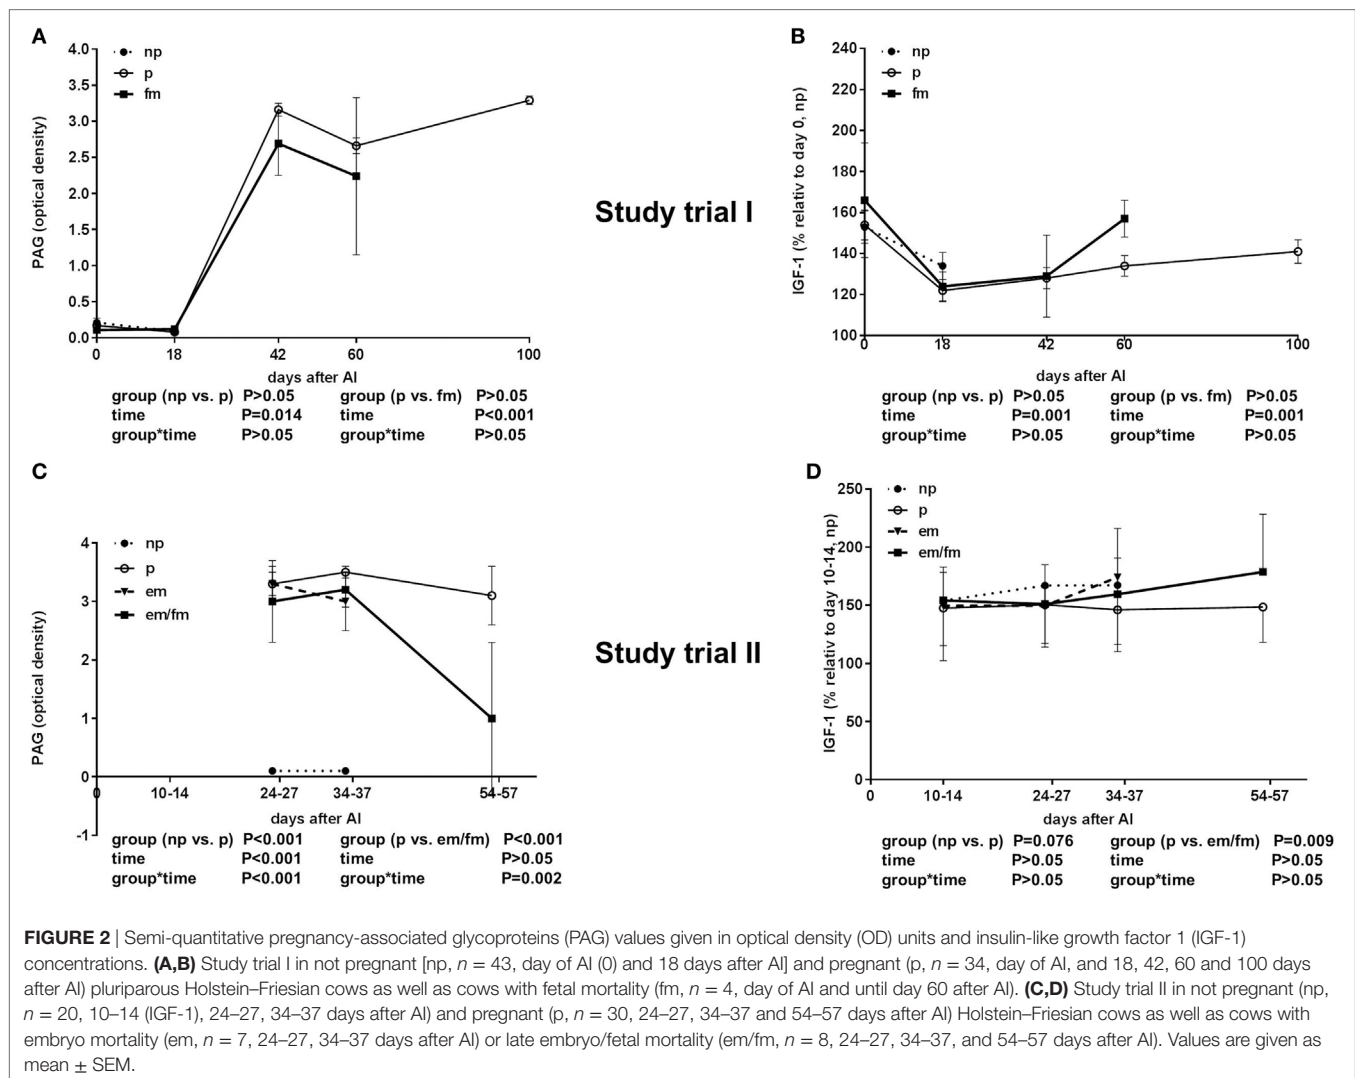 A
4.0
3.5
3.0
2.5
2.0
1.5
1.0
0.5
0.0
PAG (optical density)
np
p
fm
0 18 42 60 100
days after AI
group (np vs. p) P>0.05 group (p vs. fm) P>0.05
time P=0.014 time P<0.001
group*time P>0.05 group*time P>0.05
Study trial I
B
240
220
200
180
160
140
120
100
IGF-1 (% relativ to day 0, np)
np
p
fm
0 18 42 60 100
days after AI
group (np vs. p) P>0.05 group (p vs. fm) P>0.05
time P=0.001 time P=0.001
group*time P>0.05 group*time P>0.05
C
4
3
2
1
0
-1
PAG (optical density)
np
p
em
em/fm
0 10-14 24-27 34-37 54-57
days after AI
group (np vs. p) P<0.001 group (p vs. em/fm) P<0.001
time P<0.001 time P>0.05
group*time P<0.001 group*time P=0.002
Study trial II
D
250
200
150
100
50
0
IGF-1 (% relativ to day 10-14, np)
np
p
em
em/fm
0 10-14 24-27 34-37 54-57
days after AI
group (np vs. p) P=0.076 group (p vs. em/fm) P=0.009
time P>0.05 time P>0.05
group*time P>0.05 group*time P>0.05
FIGURE 2 | Semi-quantitative pregnancy-associated glycoproteins (PAG) values given in optical density (OD) units and insulin-like growth factor 1 (IGF-1)
concentrations. (A,B) Study trial I in not pregnant [np, n = 43, day of AI (0) and 18 days after AI] and pregnant (p, n = 34, day of AI, and 18, 42, 60 and 100 days
after AI) pluriparous Holstein–Friesian cows as well as cows with fetal mortality (fm, n = 4, day of AI and until day 60 after AI). (C,D) Study trial II in not pregnant (np,
n = 20, 10–14 (IGF-1), 24–27, 34–37 days after AI) and pregnant (p, n = 30, 24–27, 34–37 and 54–57 days after AI) Holstein–Friesian cows as well as cows with
embryo mortality (em, n = 7, 24–27, 34–37 days after AI) or late embryo/fetal mortality (em/fm, n = 8, 24–27, 34–37, and 54–57 days after AI). Values are given as
mean ± SEM.